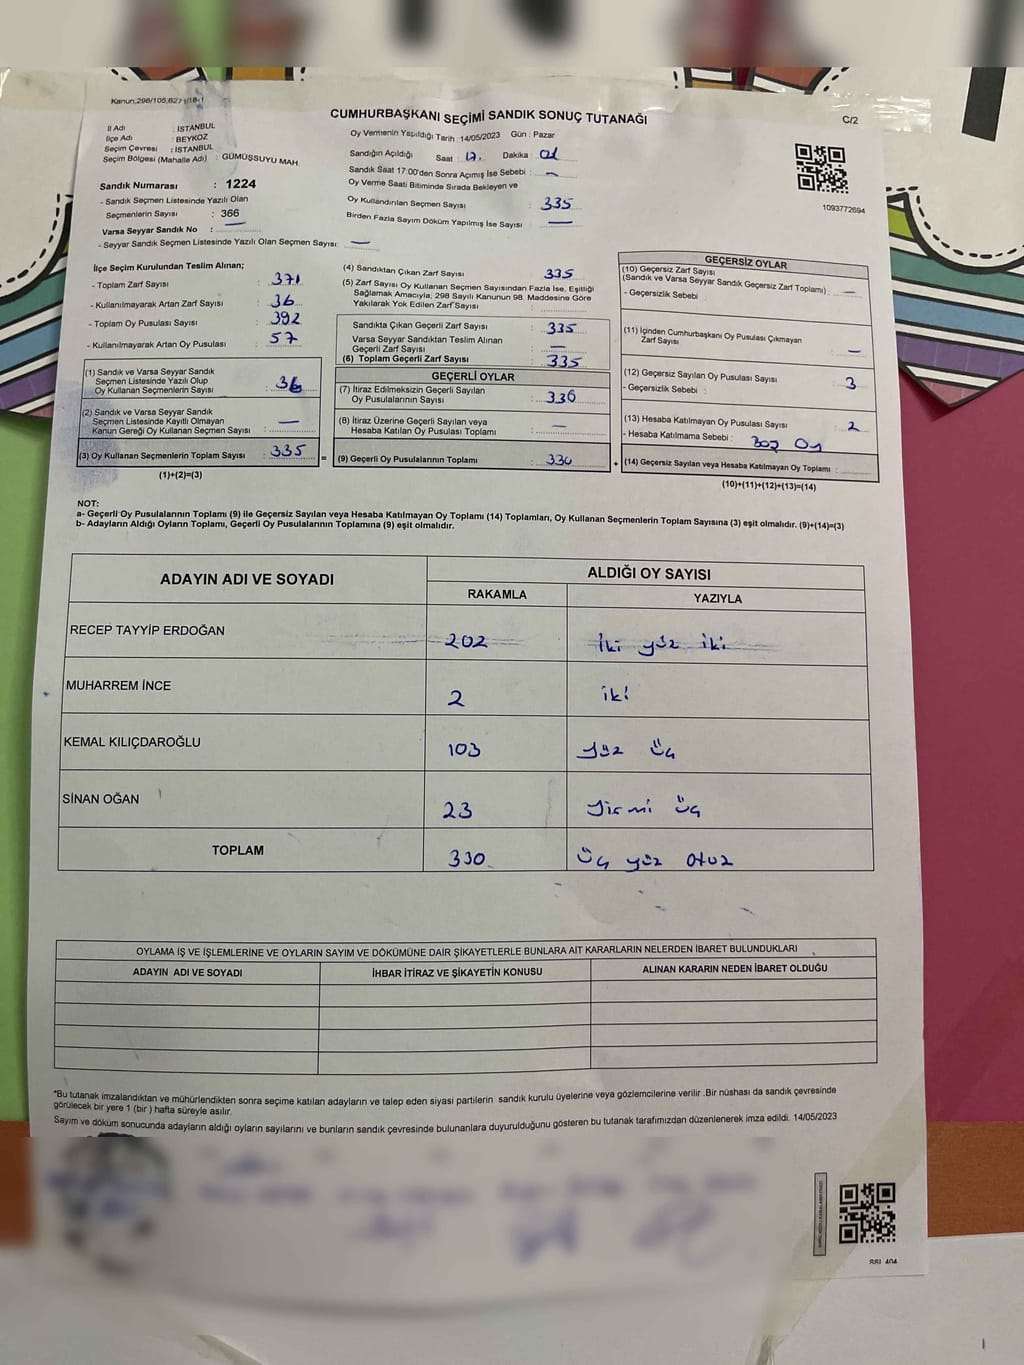 Kanun,298/105,6271/18-1
CUMHURBAŞKANI SEÇİMİ SANDIK SONUÇ TUTANAĞI
C/2
İl Adı : İSTANBUL
İlçe Adı : BEYKOZ
Seçim Çevresi : İSTANBUL
Seçim Bölgesi (Mahalle Adı) : GÜMÜŞSUYU MAH.
Sandık Numarası : 1224
- Sandık Seçmen Listesinde Yazılı Olan
Seçmenlerin Sayısı : 366
Varsa Seyyar Sandık No : —
- Seyyar Sandık Seçmen Listesinde Yazılı Olan Seçmen Sayısı: —
Oy Vermenin Yapıldığı Tarih : 14/05/2023 Gün : Pazar
Sandığın Açıldığı Saat : 17. Dakika : 01
Sandık Saat 17:00'den Sonra Açımış İse Sebebi : —
Oy Verme Saati Bitiminde Sırada Bekleyen ve
Oy Kullandırılan Seçmen Sayısı : 335
Birden Fazla Sayım Döküm Yapılmış İse Sayısı : —
1093772694
İlçe Seçim Kurulundan Teslim Alınan;
- Toplam Zarf Sayısı : 371
- Kullanılmayarak Artan Zarf Sayısı : 36
- Toplam Oy Pusulası Sayısı : 392
- Kullanılmayarak Artan Oy Pusulası : 57
(1) Sandık ve Varsa Seyyar Sandık
Seçmen Listesinde Yazılı Olup
Oy Kullanan Seçmenlerin Sayısı : 36
(2) Sandık ve Varsa Seyyar Sandık
Seçmen Listesinde Kayıtlı Olmayan
Kanun Gereği Oy Kullanan Seçmen Sayısı : —
(3) Oy Kullanan Seçmenlerin Toplam Sayısı : 335 =
(1)+(2)=(3)
(4) Sandıktan Çıkan Zarf Sayısı : 335
(5) Zarf Sayısı Oy Kullanan Seçmen Sayısından Fazla İse, Eşitliği
Sağlamak Amacıyla; 298 Sayılı Kanunun 98. Maddesine Göre
Yakılarak Yok Edilen Zarf Sayısı :
Sandıkta Çıkan Geçerli Zarf Sayısı : 335
Varsa Seyyar Sandıktan Teslim Alınan
Geçerli Zarf Sayısı : —
(6) Toplam Geçerli Zarf Sayısı : 335
GEÇERLİ OYLAR
(7) İtiraz Edilmeksizin Geçerli Sayılan
Oy Pusulalarının Sayısı : 330
(8) İtiraz Üzerine Geçerli Sayılan veya
Hesaba Katılan Oy Pusulası Toplamı : —
(9) Geçerli Oy Pusulalarının Toplamı : 330 +
GEÇERSİZ OYLAR
(10) Geçersiz Zarf Sayısı
(Sandık ve Varsa Seyyar Sandık Geçersiz Zarf Toplamı) : —
- Geçersizlik Sebebi :
(11) İçinden Cumhurbaşkanı Oy Pusulası Çıkmayan
Zarf Sayısı : —
(12) Geçersiz Sayılan Oy Pusulası Sayısı : 3
- Geçersizlik Sebebi :
(13) Hesaba Katılmayan Oy Pusulası Sayısı : 2
- Hesaba Katılmama Sebebi : Boş Oy
(14) Geçersiz Sayılan veya Hesaba Katılmayan Oy Toplamı :
(10)+(11)+(12)+(13)=(14)
NOT:
a- Geçerli Oy Pusulalarının Toplamı (9) ile Geçersiz Sayılan veya Hesaba Katılmayan Oy Toplamı (14) Toplamları, Oy Kullanan Seçmenlerin Toplam Sayısına (3) eşit olmalıdır. (9)+(14)=(3)
b- Adayların Aldığı Oyların Toplamı, Geçerli Oy Pusulalarının Toplamına (9) eşit olmalıdır.
ADAYIN ADI VE SOYADI
ALDIĞI OY SAYISI
RAKAMLA YAZIYLA
RECEP TAYYİP ERDOĞAN 202 iki yüz iki
MUHARREM İNCE 2 iki
KEMAL KILIÇDAROĞLU 103 yüz üç
SİNAN OĞAN 23 yirmi üç
TOPLAM 330 üç yüz otuz
OYLAMA İŞ VE İŞLEMLERİNE VE OYLARIN SAYIM VE DÖKÜMÜNE DAİR ŞİKAYETLERLE BUNLARA AİT KARARLARIN NELERDEN İBARET BULUNDUKLARI
ADAYIN ADI VE SOYADI İHBAR İTİRAZ VE ŞİKAYETİN KONUSU ALINAN KARARIN NEDEN İBARET OLDUĞU
*Bu tutanak imzalandıktan ve mühürlendikten sonra seçime katılan adayların ve talep eden siyasi partilerin sandık kurulu üyelerine veya gözlemcilerine verilir .Bir nüshası da sandık çevresinde
görülecek bir yere 1 (bir ) hafta süreyle asılır.
Sayım ve döküm sonucunda adayların aldığı oyların sayılarını ve bunların sandık çevresinde bulunanlara duyurulduğunu gösteren bu tutanak tarafımızdan düzenlenerek imza edildi. 14/05/2023